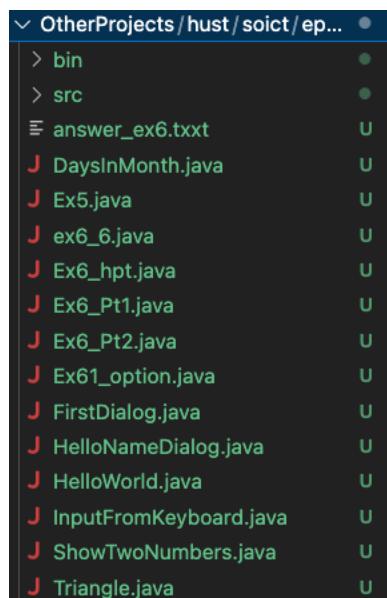 OtherProjects/hust/soict/ep...
bin
src
answer_ex6.txxt U
J DaysInMonth.java U
J Ex5.java U
J ex6_6.java U
J Ex6_hpt.java U
J Ex6_Pt1.java U
J Ex6_Pt2.java U
J Ex61_option.java U
J FirstDialog.java U
J HelloNameDialog.java U
J HelloWorld.java U
J InputFromKeyboard.java U
J ShowTwoNumbers.java U
J Triangle.java U